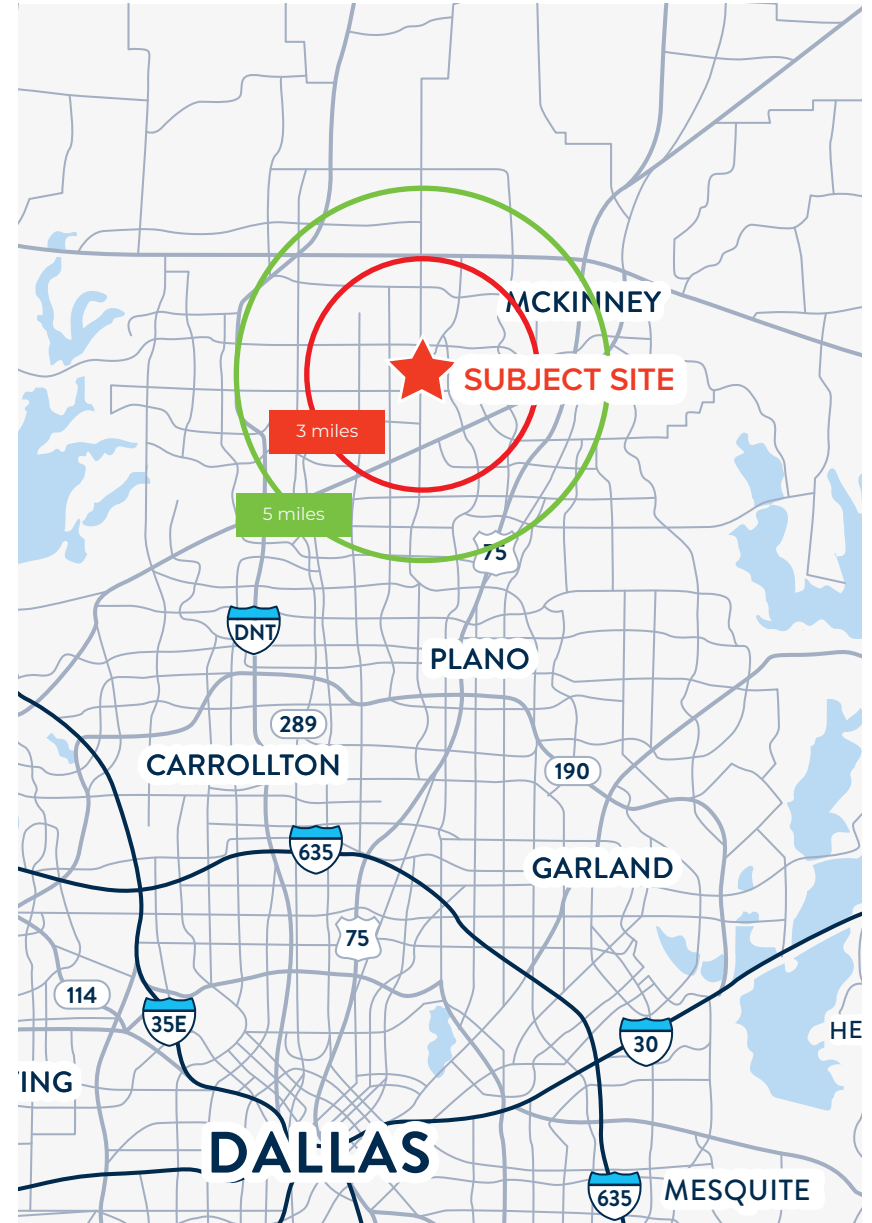 MCKINNEY
SUBJECT SITE
3 miles
5 miles
75
DNT
PLANO
289
CARROLLTON
190
635
GARLAND
75
114
35E
30
HE
ING
DALLAS
635
MESQUITE